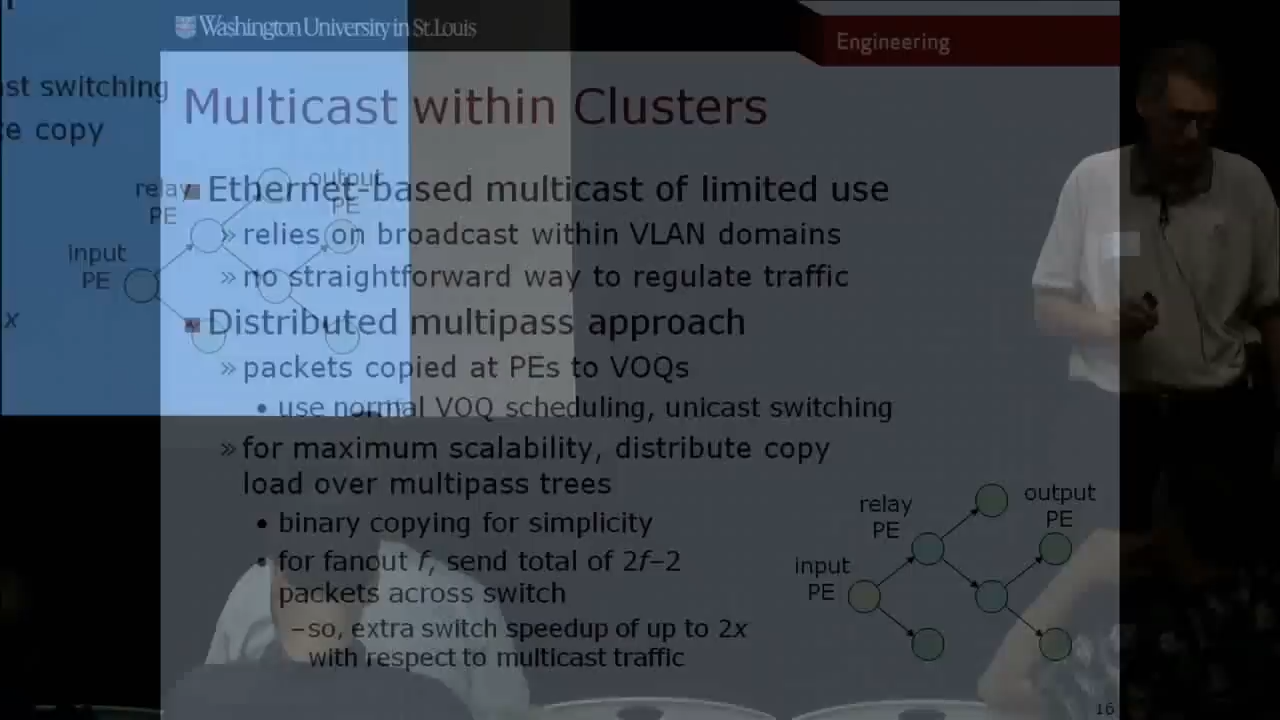 Washington University in St.Louis
Engineering
Multicast within Clusters
Ethernet-based multicast of limited use
» relies on broadcast within VLAN domains
» no straightforward way to regulate traffic
Distributed multipass approach
» packets copied at PEs to VOQs
• use normal VOQ scheduling, unicast switching
» for maximum scalability, distribute copy
load over multipass trees
• binary copying for simplicity
• for fanout f, send total of 2f–2
packets across switch
–so, extra switch speedup of up to 2x
with respect to multicast traffic
relay
PE
output
PE
input
PE
16
st switching
copy
relay
PE
output
PE
input
PE
x